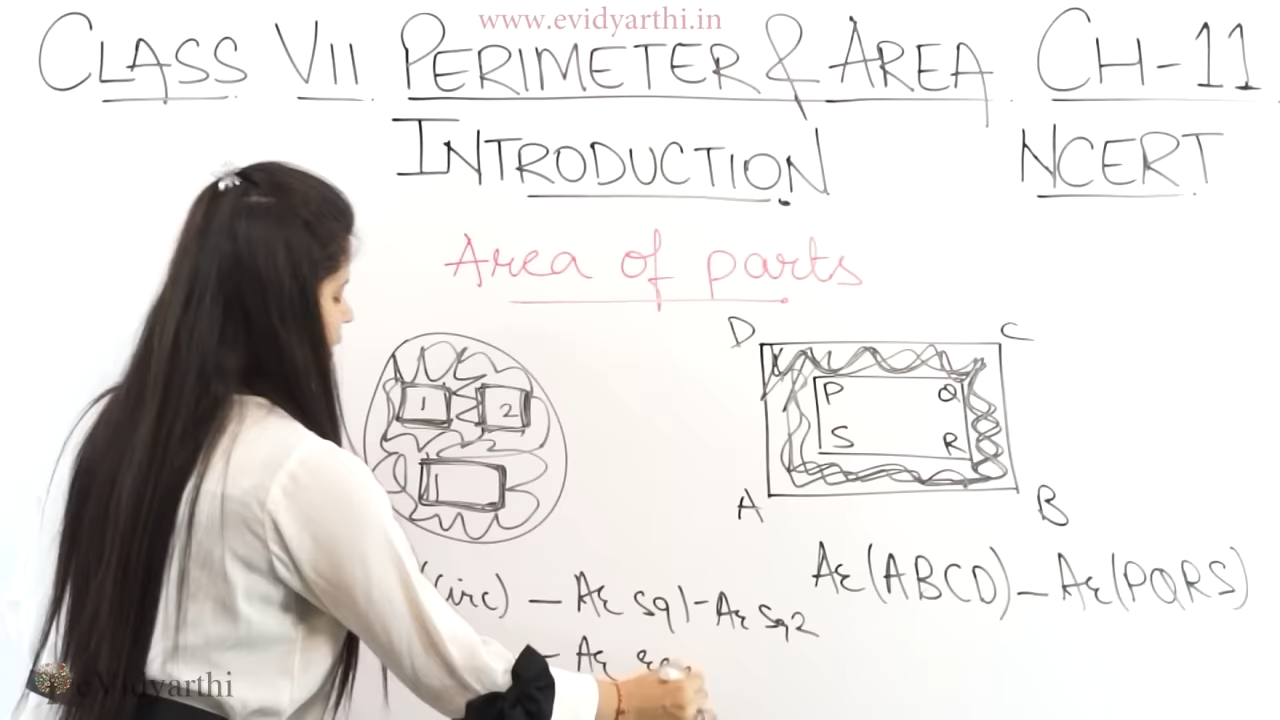 www.evidyarthi.in
CLASS VII PERIMETER & AREA CH-11
INTRODUCTION NCERT
Area of parts
1 2
D C
P Q
S R
A B
(circ) - Ar sq1 - Ar sq2
- Ar
Ar(ABCD) - Ar(PQRS)
eVidyarthi